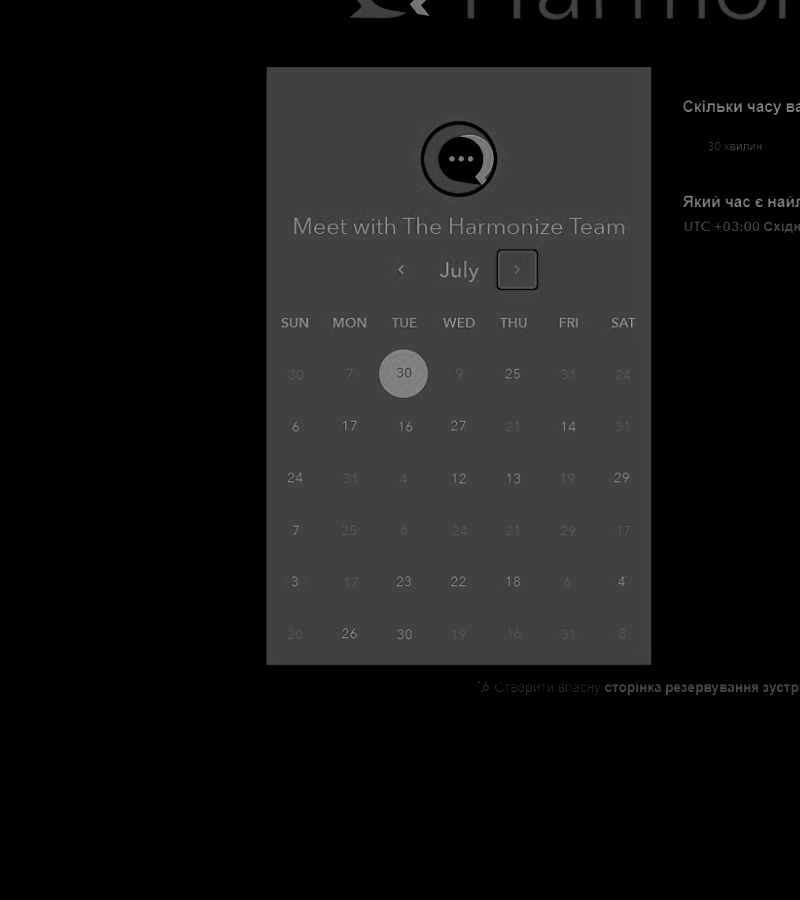 Harmon
Скільки часу ва
30 хвилин
Який час є найл
UTC +03:00 Східн
Meet with The Harmonize Team
July
SUN MON TUE WED THU FRI SAT
30 7 30 9 25 31 24
6 17 16 27 21 14 31
24 31 4 12 13 19 29
7 25 6 24 21 29 17
3 17 23 22 18 6 4
20 26 30 19 16 31 8
Створити власну сторінка резервування зустр